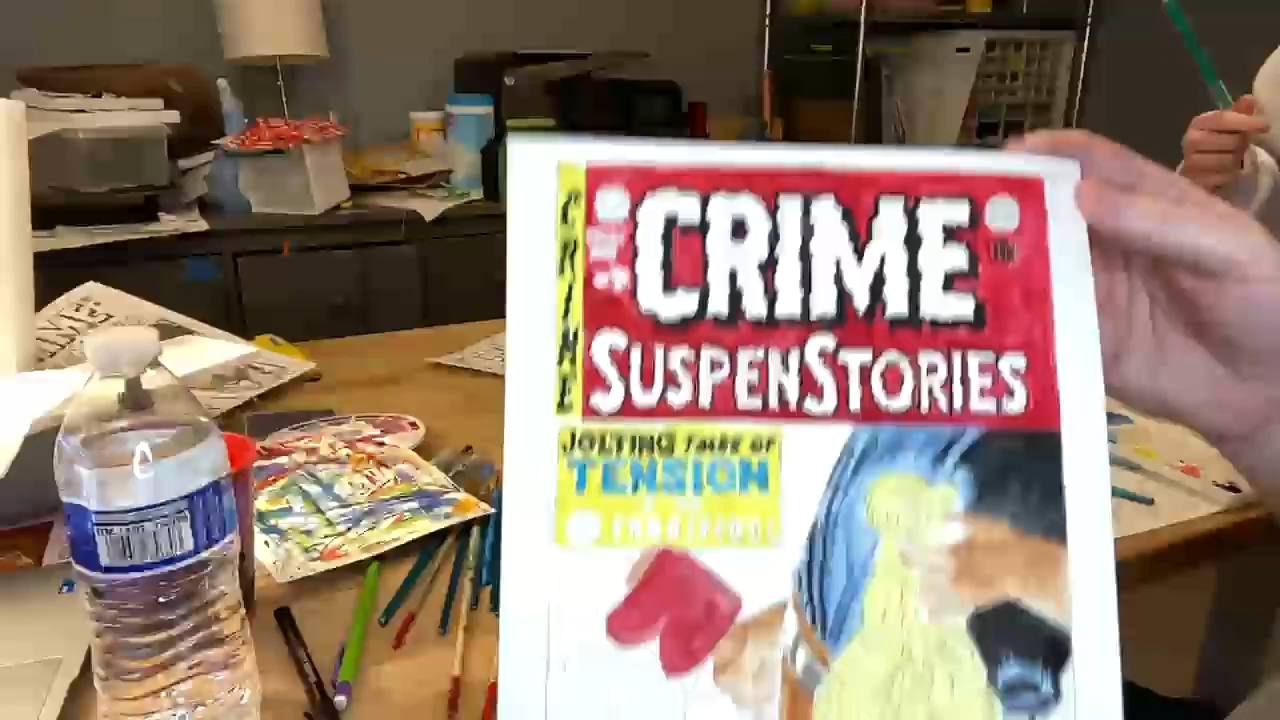 CRIME
CRIME
SUSPENSTORIES
JOLTING TALES OF
TENSION